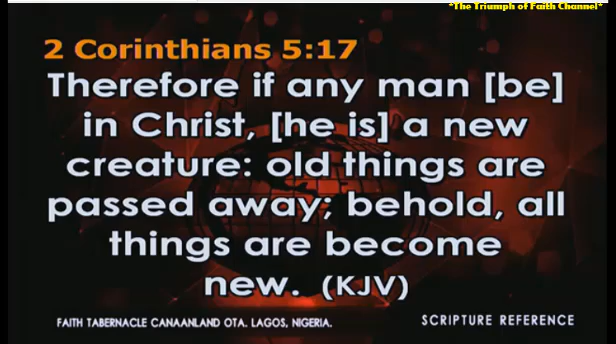 *The Triumph of Faith Channel*
2 Corinthians 5:17
Therefore if any man [be]
in Christ, [he is] a new
creature: old things are
passed away; behold, all
things are become
new. (KJV)
FAITH TABERNACLE CANAANLAND OTA. LAGOS, NIGERIA.
SCRIPTURE REFERENCE